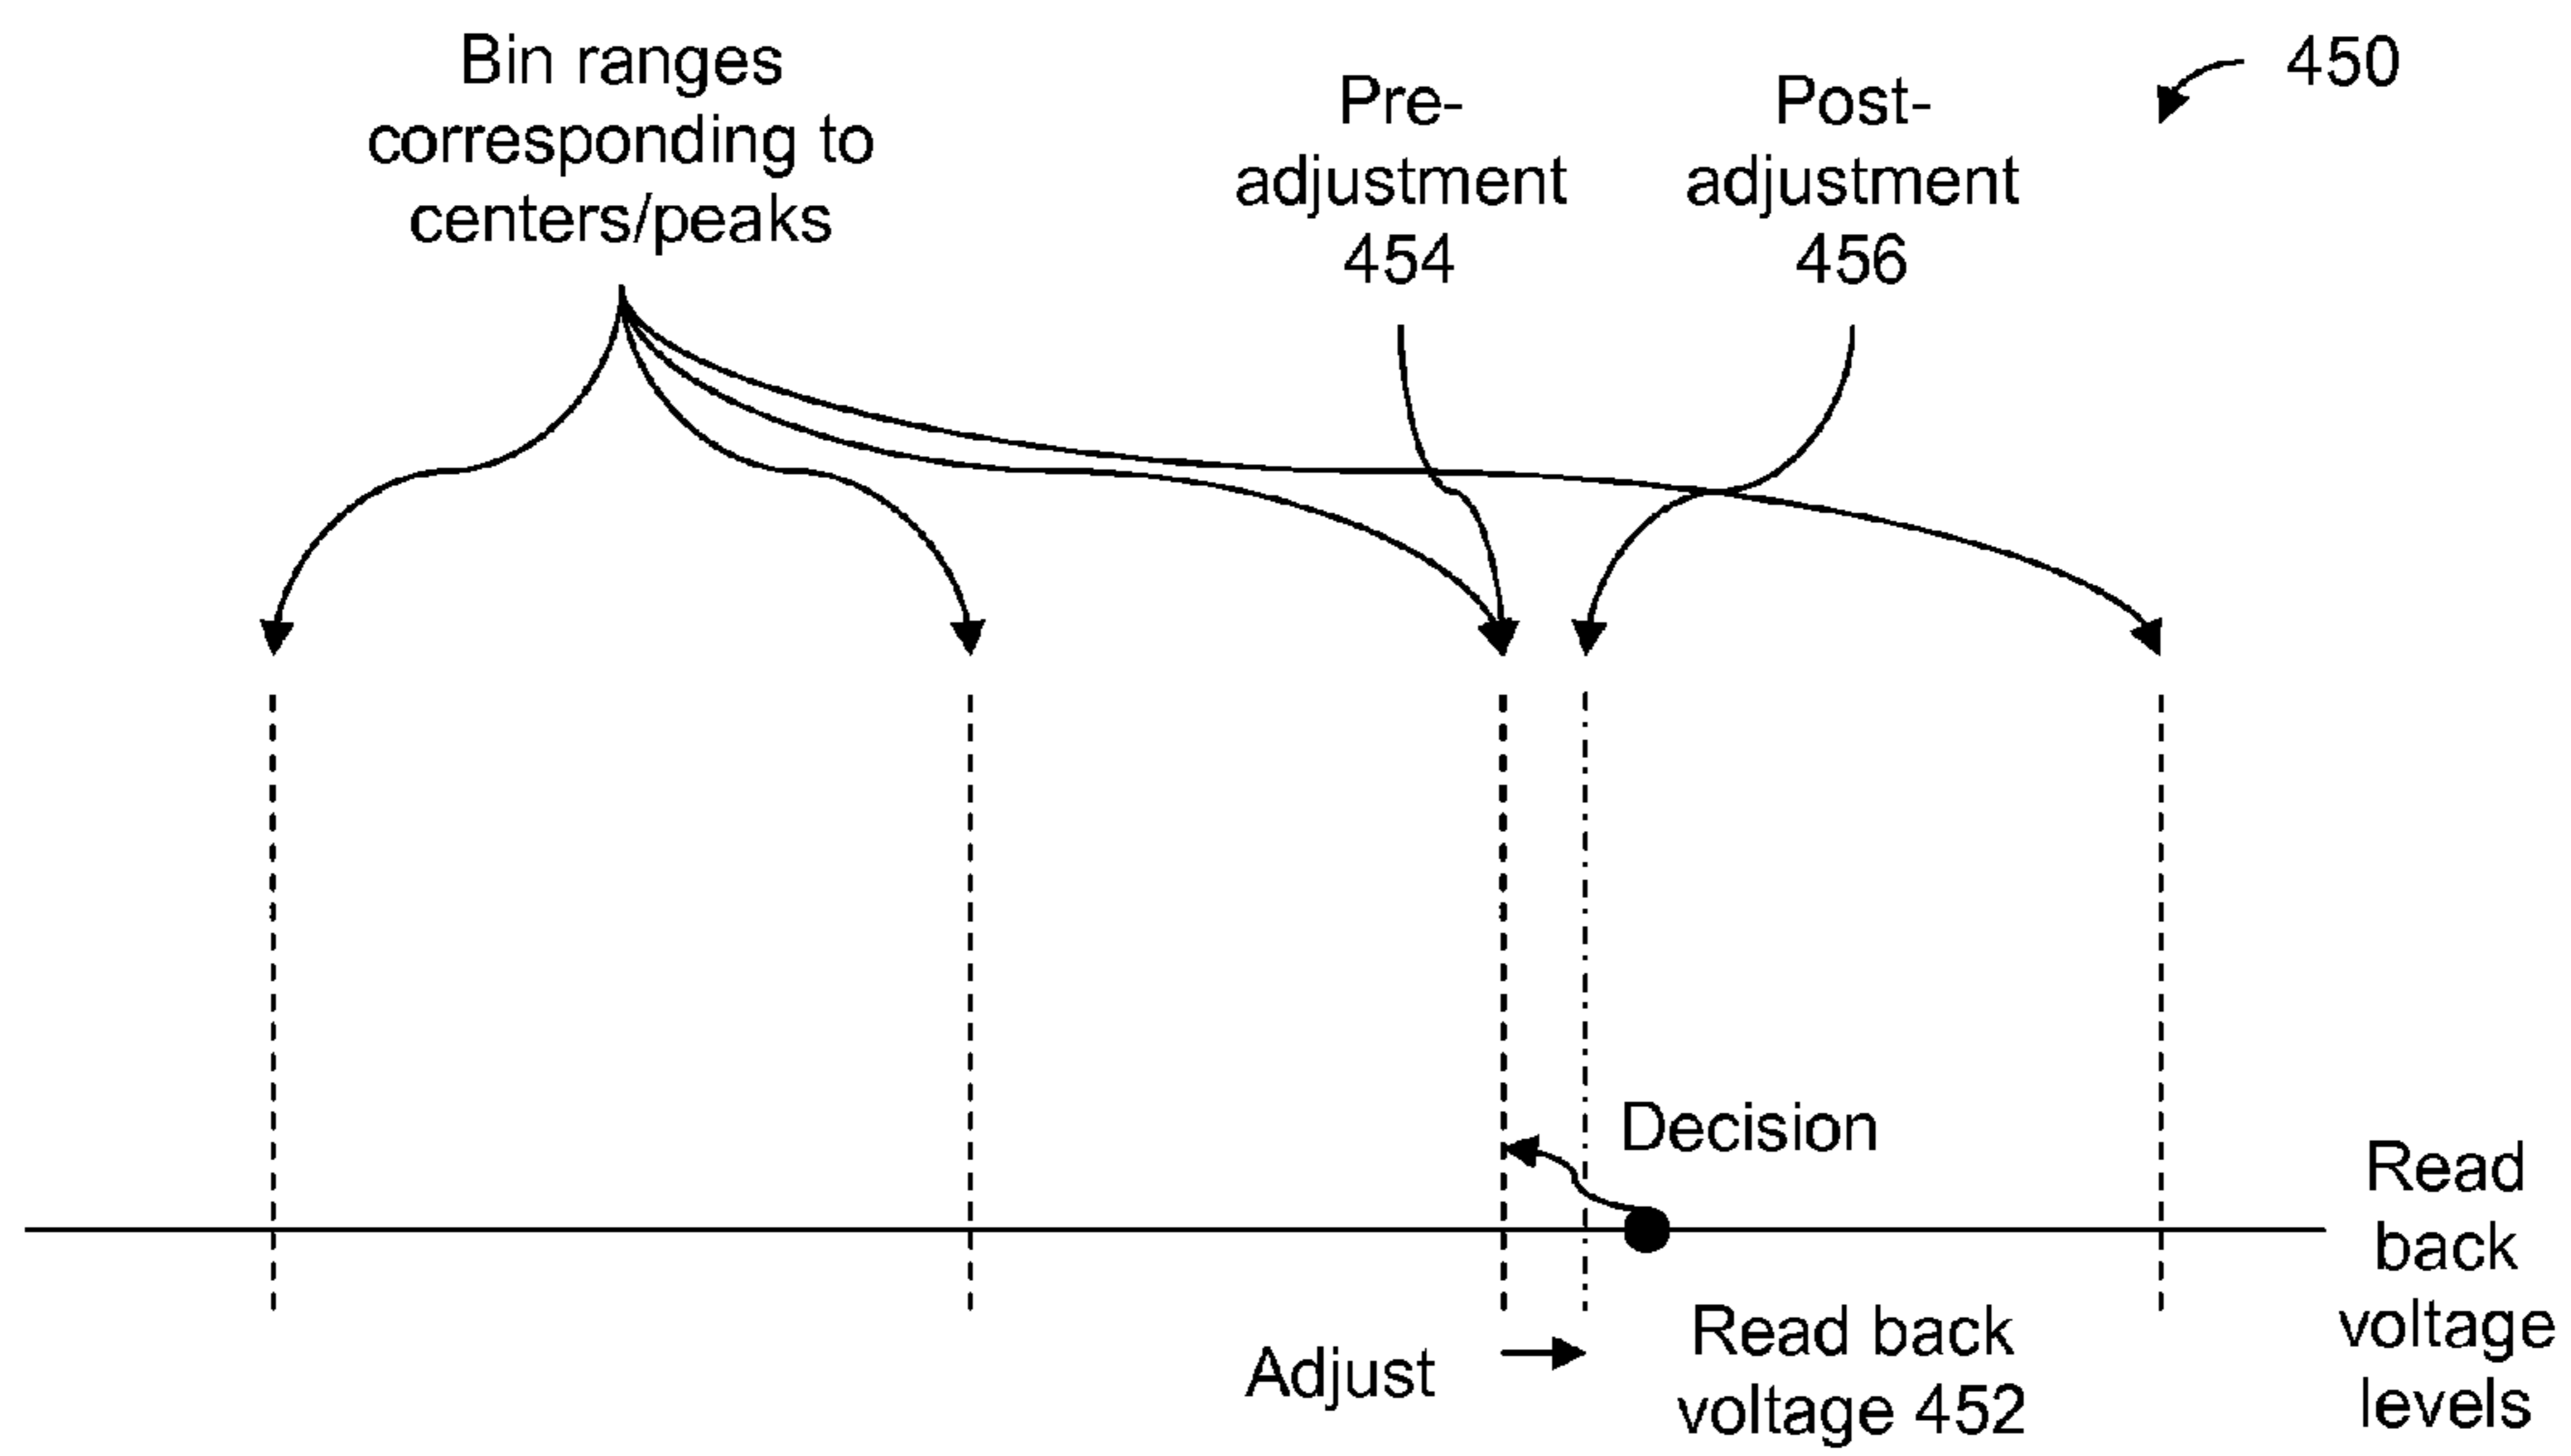 Bin ranges
corresponding to
centers/peaks
Pre-
adjustment
454
Post-
adjustment
456
450
Decision
Read
back
voltage
levels
Adjust
Read back
voltage 452